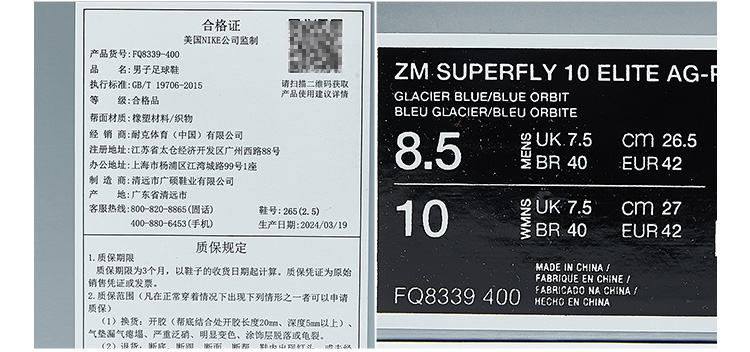 合格证
美国NIKE公司监制
产品货号:FQ8339-400
品 名:男子足球鞋
执行标准:GB/T 19706-2015
等 级:合格品
请扫描二维码获取
产品使用建议详情
帮面材质:橡塑材料/织物
经 销 商:耐克体育（中国）有限公司
注册地址:江苏省太仓经济开发区广州西路88号
办公地址:上海市杨浦区江湾城路99号1座
制 造 商:清远市广硕鞋业有限公司
产 地:广东省清远市
客服热线:800-820-8865(固话) 鞋号:265(2.5)
400-880-6453(手机) 生产日期:2024/03/19
质保规定
1.质保期限
质保期限为3个月，以鞋子的收货日期起计算。质保凭证为原始
销售凭证或发票。
2.质保范围（凡在正常穿着情况下出现下列情形之一者可以申请
质保）
(1) 换货：开胶（帮底结合处开胶长度20mm、深度5mm以上）、
气垫漏气瘪塌、严重泛硝、明显变色、涂饰层脱落或龟裂。
ZM SUPERFLY 10 ELITE AG-
GLACIER BLUE/BLUE ORBIT
BLEU GLACIER/BLEU ORBITE
8.5 MENS UK 7.5 cm 26.5
BR 40 EUR 42
10 WMNS UK 7.5 cm 27
BR 40 EUR 42
MADE IN CHINA /
FABRIQUE EN CHINE /
FABRICADO NA CHINA /
HECHO EN CHINA
FQ8339 400